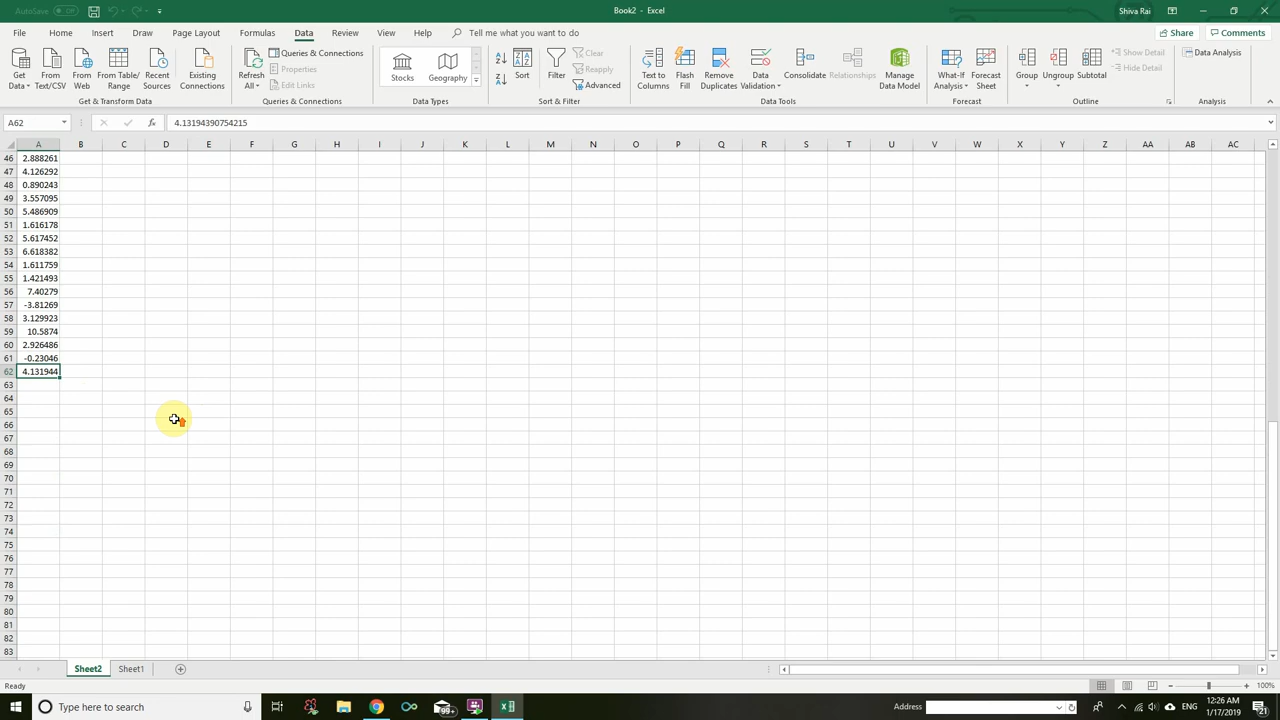 AutoSave Off
Book2 - Excel
Shiva Rai
File Home Insert Draw Page Layout Formulas Data Review View Help Tell me what you want to do
Share Comments
Get Data
From Text/CSV
From Web
From Table/ Range
Recent Sources
Existing Connections
Get & Transform Data
Refresh All
Queries & Connections
Properties
Edit Links
Queries & Connections
Stocks
Geography
Data Types
Sort
Filter
Clear
Reapply
Advanced
Sort & Filter
Text to Columns
Flash Fill
Remove Duplicates
Data Validation
Consolidate
Relationships
Manage Data Model
Data Tools
What-If Analysis
Forecast Sheet
Forecast
Group
Ungroup
Subtotal
Show Detail
Hide Detail
Outline
Data Analysis
Analysis
A62 fx 4.13194390754215
A B C D E F G H I J K L M N O P Q R S T U V W X Y Z AA AB AC
46 2.888261
47 4.126292
48 0.890243
49 3.557095
50 5.486909
51 1.616178
52 5.617452
53 6.618382
54 1.611759
55 1.421493
56 7.40279
57 -3.81269
58 3.129923
59 10.5874
60 2.926486
61 -0.23046
62 4.131944
63
64
65
66
67
68
69
70
71
72
73
74
75
76
77
78
79
80
81
82
83
Sheet2 Sheet1
Ready
100%
Type here to search
99+
Address
12:26 AM
1/17/2019
21